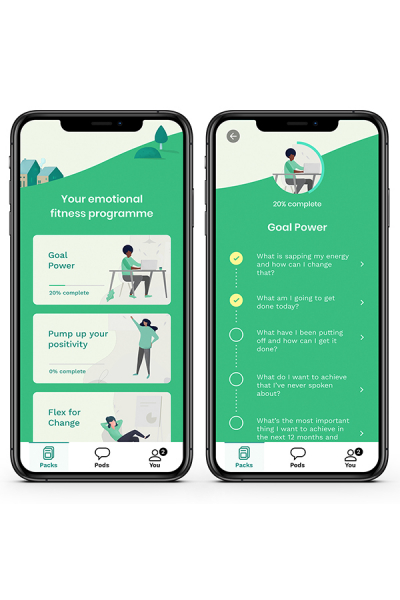 Your emotional
fitness programme
Goal
Power
20% complete
Pump up your
positivity
0% complete
Flex for
Change
Packs
Pods
2
You
20% complete
Goal Power
What is sapping my energy
and how can I change
that?
What am I going to get
done today?
What have I been putting
off and how can I get it
done?
What do I want to achieve
that I've never spoken
about?
What's the most important
thing I want to achieve in
the next 12 months and
Packs
Pods
2
You